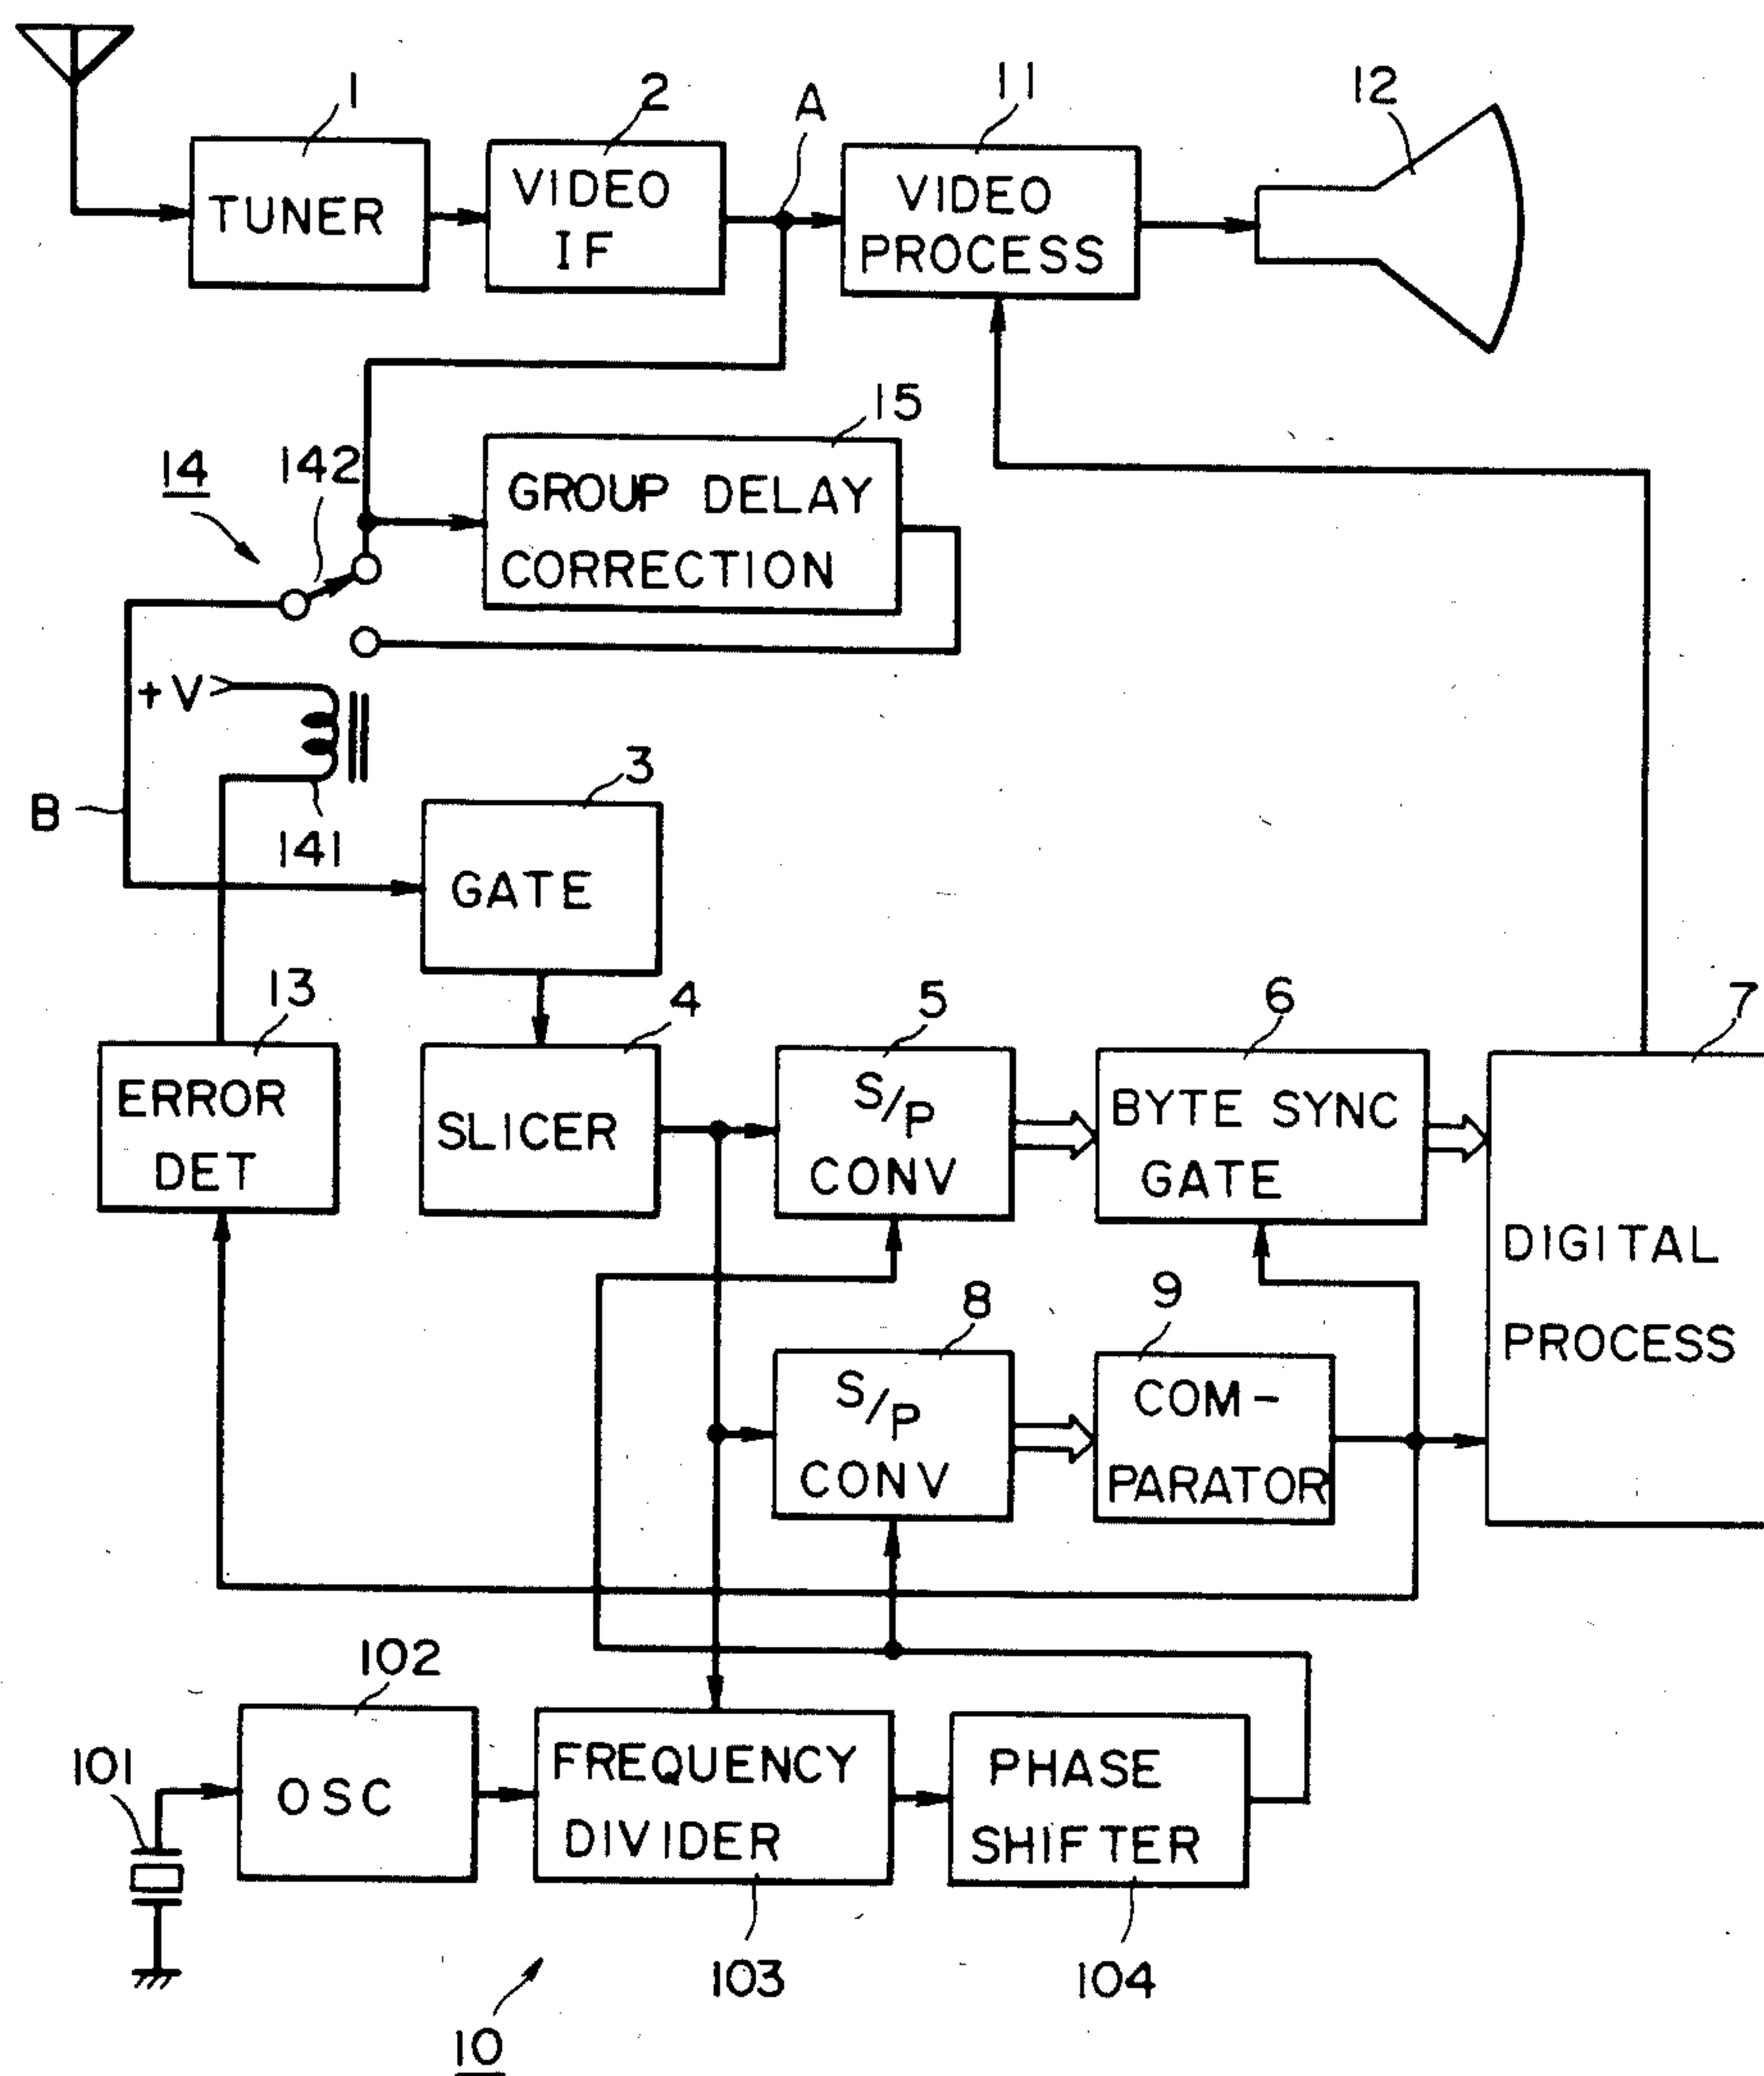 1
2
A
11
12
TUNER
VIDEO
IF
VIDEO
PROCESS
15
14
142
GROUP DELAY
CORRECTION
+V
B
141
3
GATE
13
4
5
6
7
ERROR
DET
SLICER
S/P
CONV
BYTE SYNC
GATE
DIGITAL
PROCESS
8
9
S/P
CONV
COM-
PARATOR
102
101
OSC
FREQUENCY
DIVIDER
PHASE
SHIFTER
103
104
10